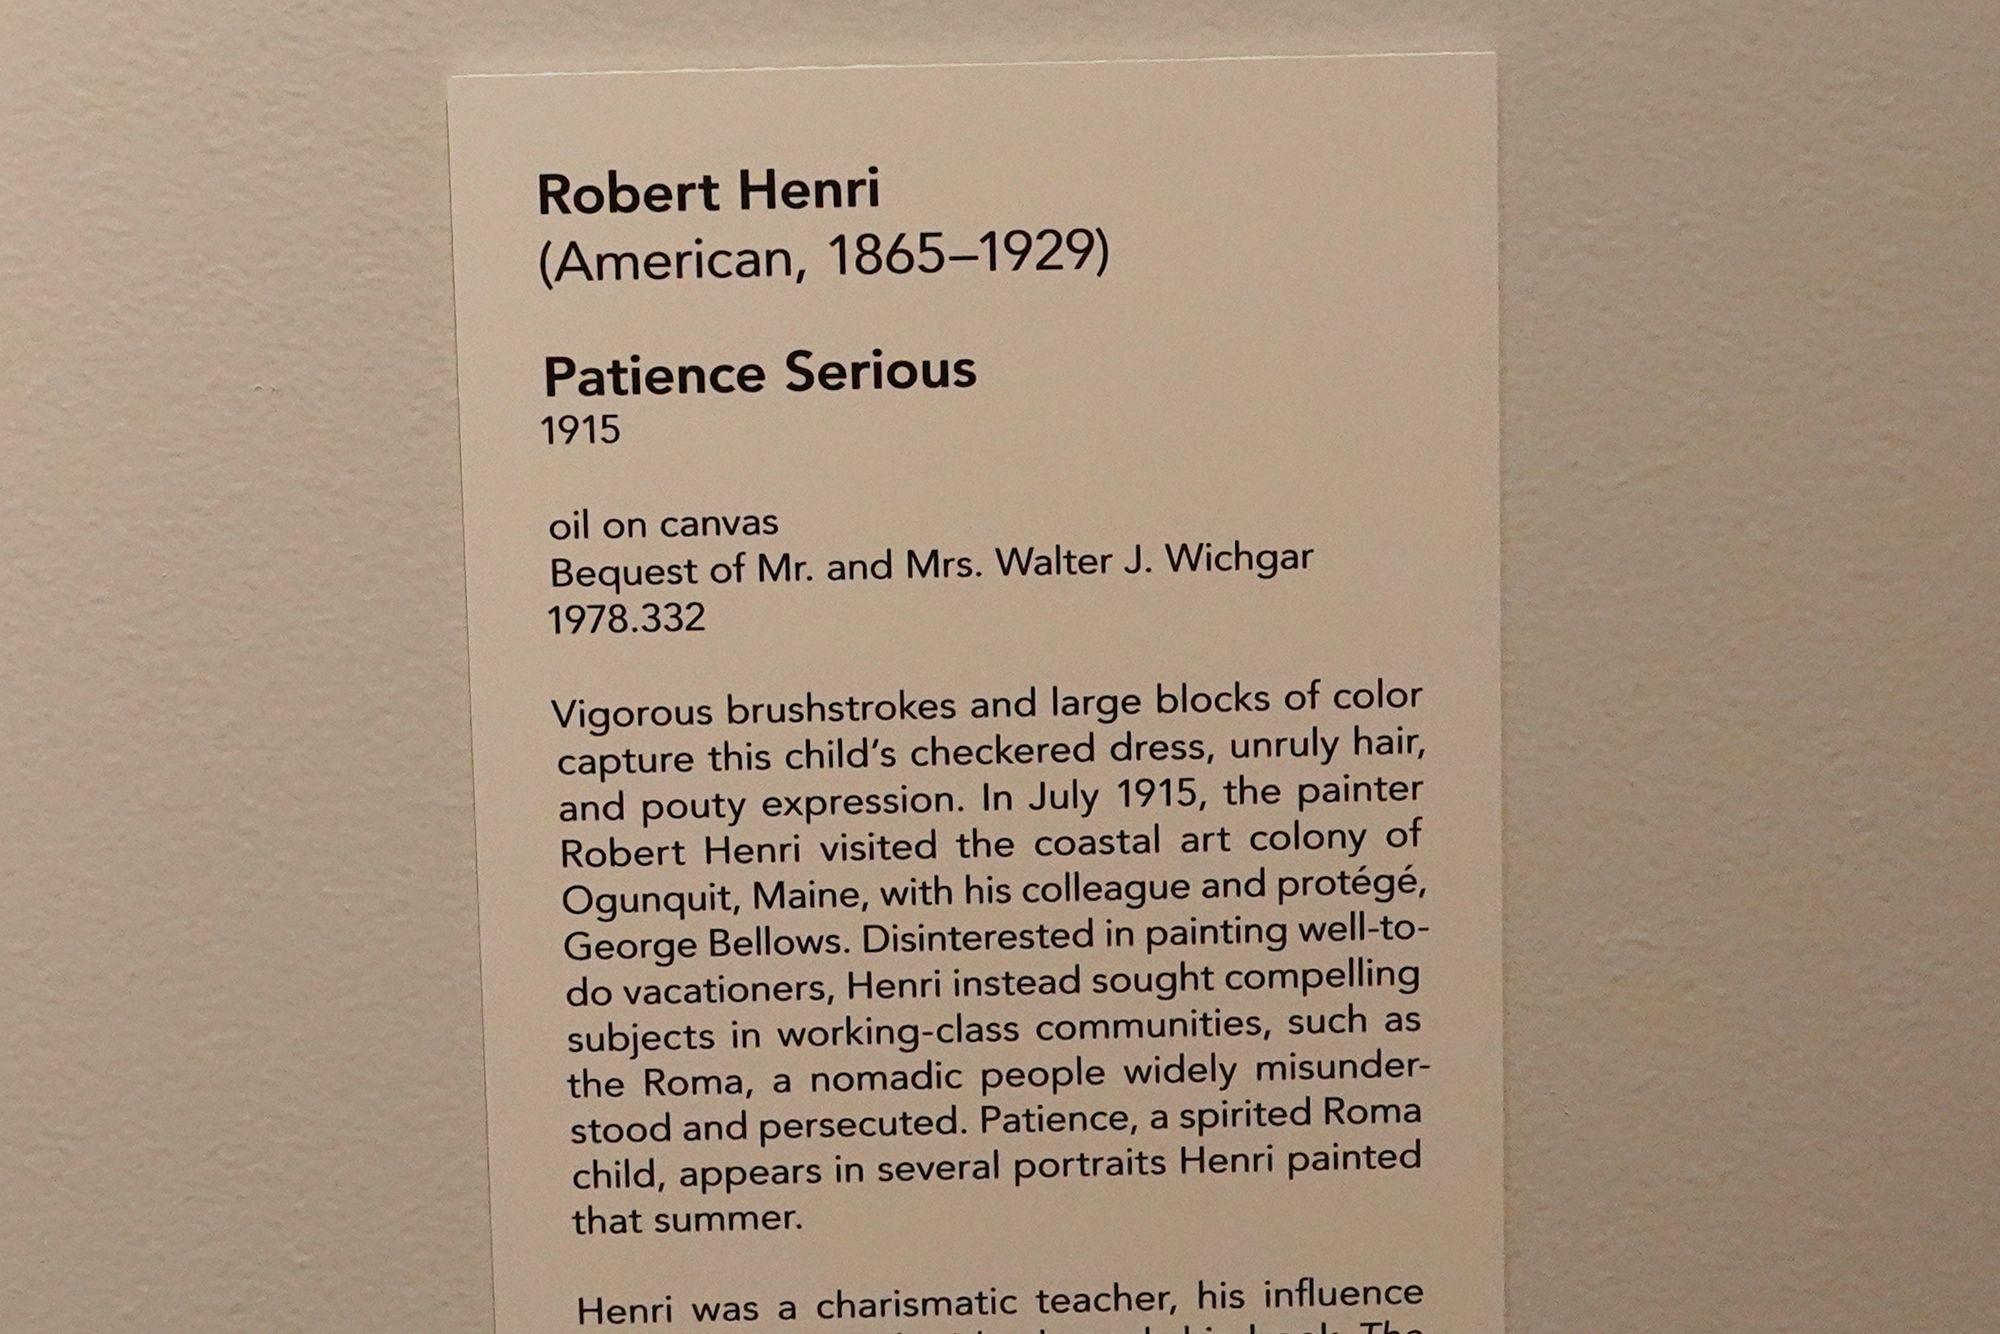 Robert Henri
(American, 1865–1929)
Patience Serious
1915
oil on canvas
Bequest of Mr. and Mrs. Walter J. Wichgar
1978.332
Vigorous brushstrokes and large blocks of color
capture this child’s checkered dress, unruly hair,
and pouty expression. In July 1915, the painter
Robert Henri visited the coastal art colony of
Ogunquit, Maine, with his colleague and protégé,
George Bellows. Disinterested in painting well-to-
do vacationers, Henri instead sought compelling
subjects in working-class communities, such as
the Roma, a nomadic people widely misunder-
stood and persecuted. Patience, a spirited Roma
child, appears in several portraits Henri painted
that summer.
Henri was a charismatic teacher, his influence
The